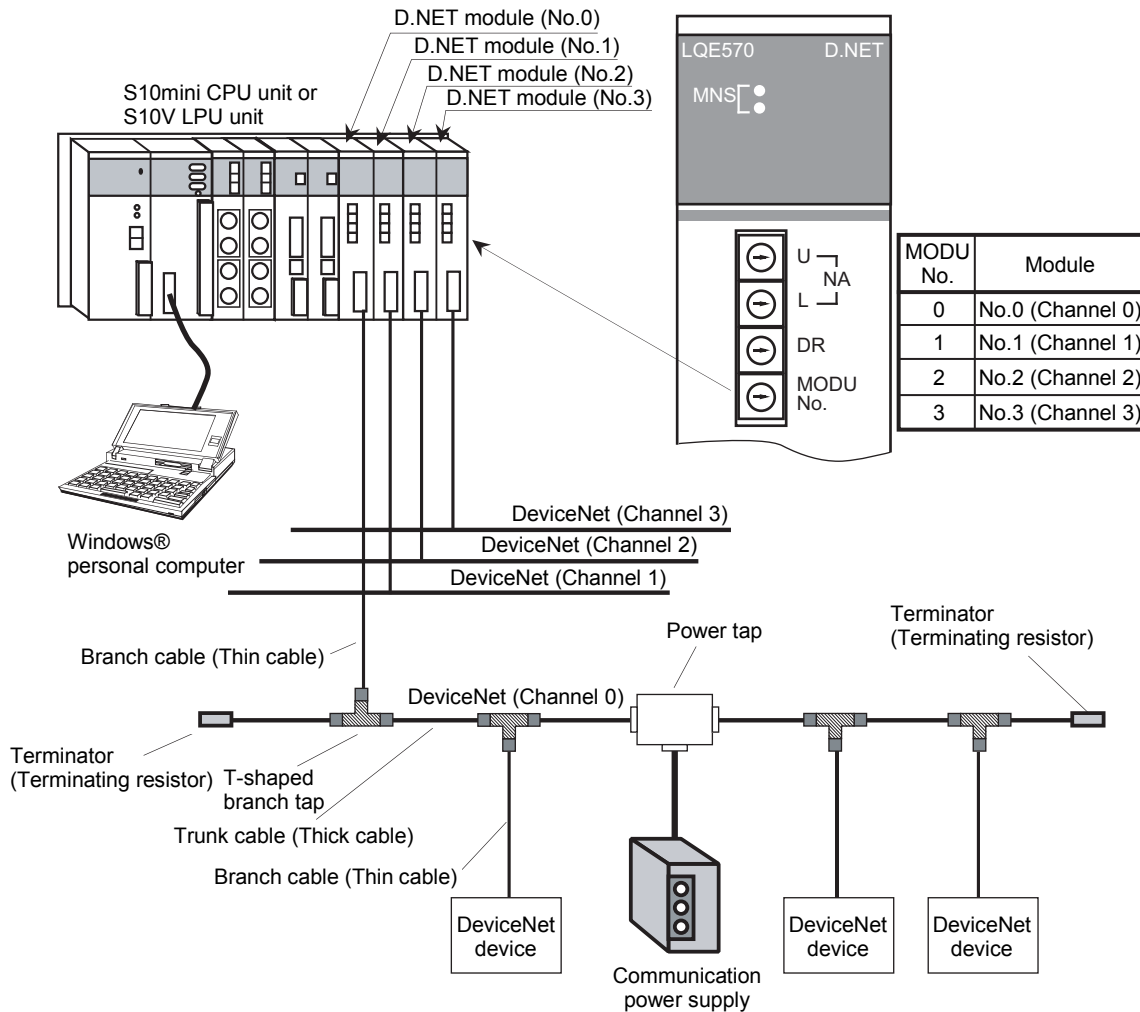 D.NET module (No.0)
D.NET module (No.1)
D.NET module (No.2)
D.NET module (No.3)
S10mini CPU unit or
S10V LPU unit
LQE570 D.NET
MNS
U
NA
L
DR
MODU
No.
MODU
No.
Module
0 No.0 (Channel 0)
1 No.1 (Channel 1)
2 No.2 (Channel 2)
3 No.3 (Channel 3)
Windows®
personal computer
DeviceNet (Channel 3)
DeviceNet (Channel 2)
DeviceNet (Channel 1)
Branch cable (Thin cable)
Power tap
Terminator
(Terminating resistor)
DeviceNet (Channel 0)
Terminator
(Terminating resistor)
T-shaped
branch tap
Trunk cable (Thick cable)
Branch cable (Thin cable)
DeviceNet
device
Communication
power supply
DeviceNet
device
DeviceNet
device